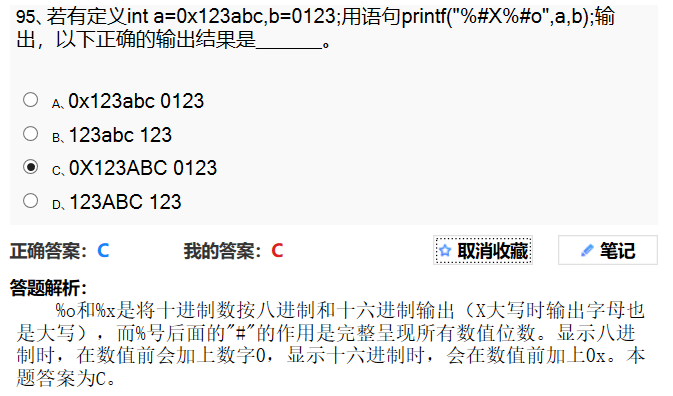 95、若有定义int a=0x123abc,b=0123;用语句printf("%#X%#o",a,b);输
出，以下正确的输出结果是______。
A、0x123abc 0123
B、123abc 123
C、0X123ABC 0123
D、123ABC 123
正确答案：C 我的答案：C 取消收藏 笔记
答题解析：
%o和%x是将十进制数按八进制和十六进制输出（X大写时输出字母也
是大写），而%号后面的"#"的作用是完整呈现所有数值位数。显示八进
制时，在数值前会加上数字0，显示十六进制时，会在数值前加上0x。本
题答案为C。